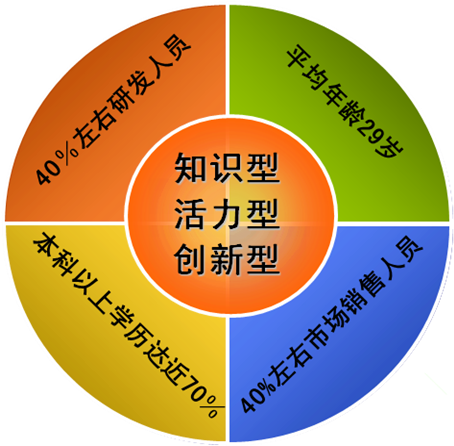 40%左右研发人员
平均年龄29岁
知识型
活力型
创新型
本科以上学历达近70%
40%左右市场销售人员